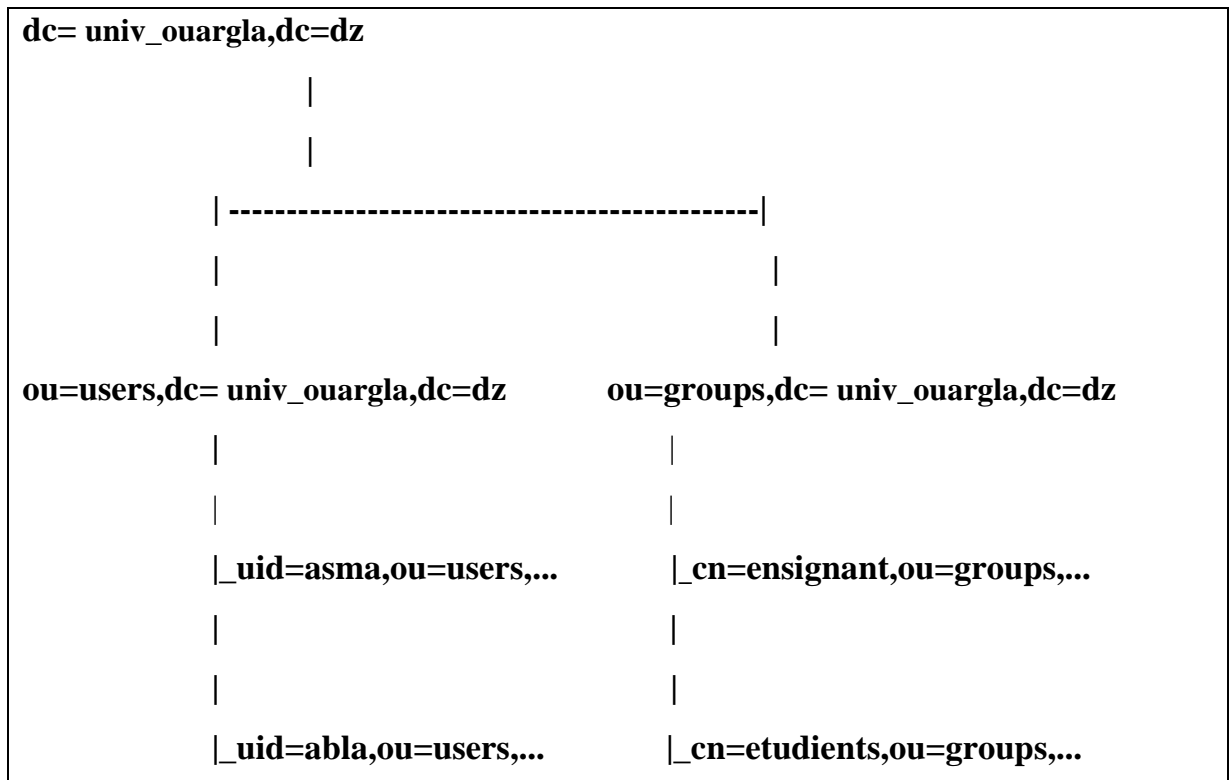 dc= univ_ouargla,dc=dz
|
|
| ----------------------------------------------|
| |
| |
ou=users,dc= univ_ouargla,dc=dz ou=groups,dc= univ_ouargla,dc=dz
| |
| |
|_uid=asma,ou=users,... |_cn=ensignant,ou=groups,...
| |
| |
|_uid=abla,ou=users,... |_cn=etudients,ou=groups,...